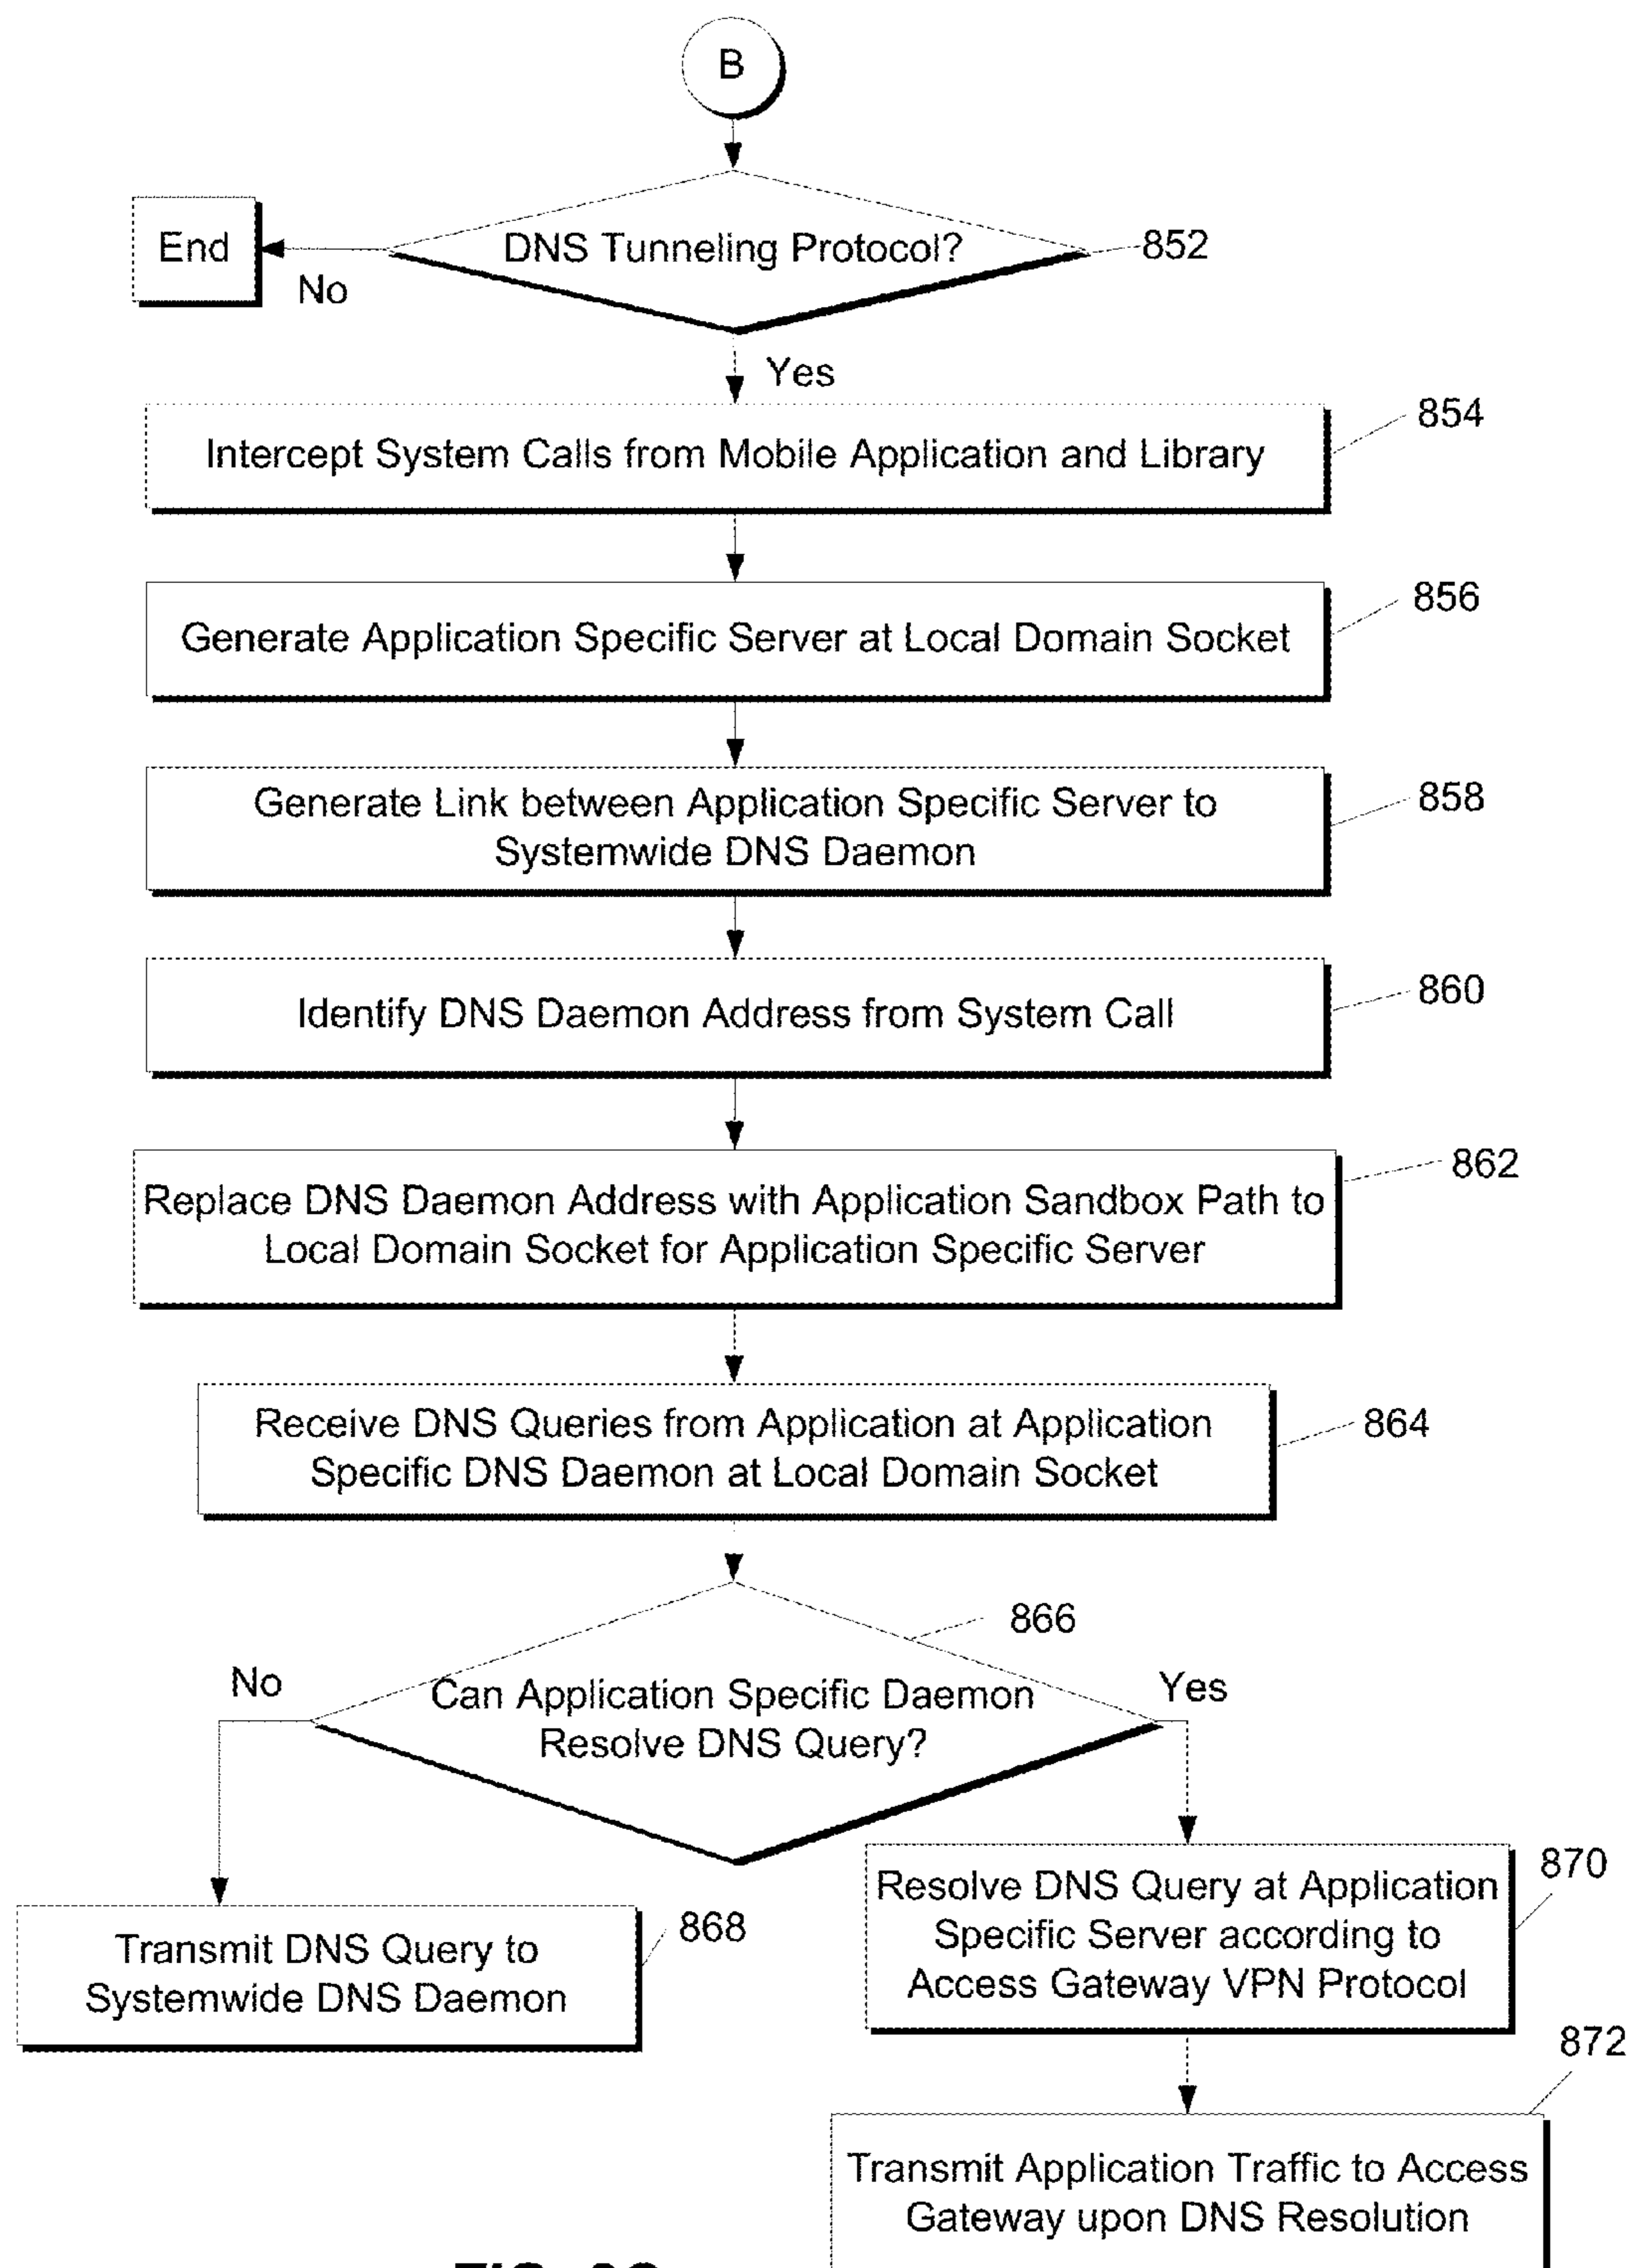 B
DNS Tunneling Protocol?
852
End
No
Yes
Intercept System Calls from Mobile Application and Library
854
Generate Application Specific Server at Local Domain Socket
856
Generate Link between Application Specific Server to
Systemwide DNS Daemon
858
Identify DNS Daemon Address from System Call
860
Replace DNS Daemon Address with Application Sandbox Path to
Local Domain Socket for Application Specific Server
862
Receive DNS Queries from Application at Application
Specific DNS Daemon at Local Domain Socket
864
866
Can Application Specific Daemon
Resolve DNS Query?
No
Yes
Transmit DNS Query to
Systemwide DNS Daemon
868
Resolve DNS Query at Application
Specific Server according to
Access Gateway VPN Protocol
870
872
Transmit Application Traffic to Access
Gateway upon DNS Resolution